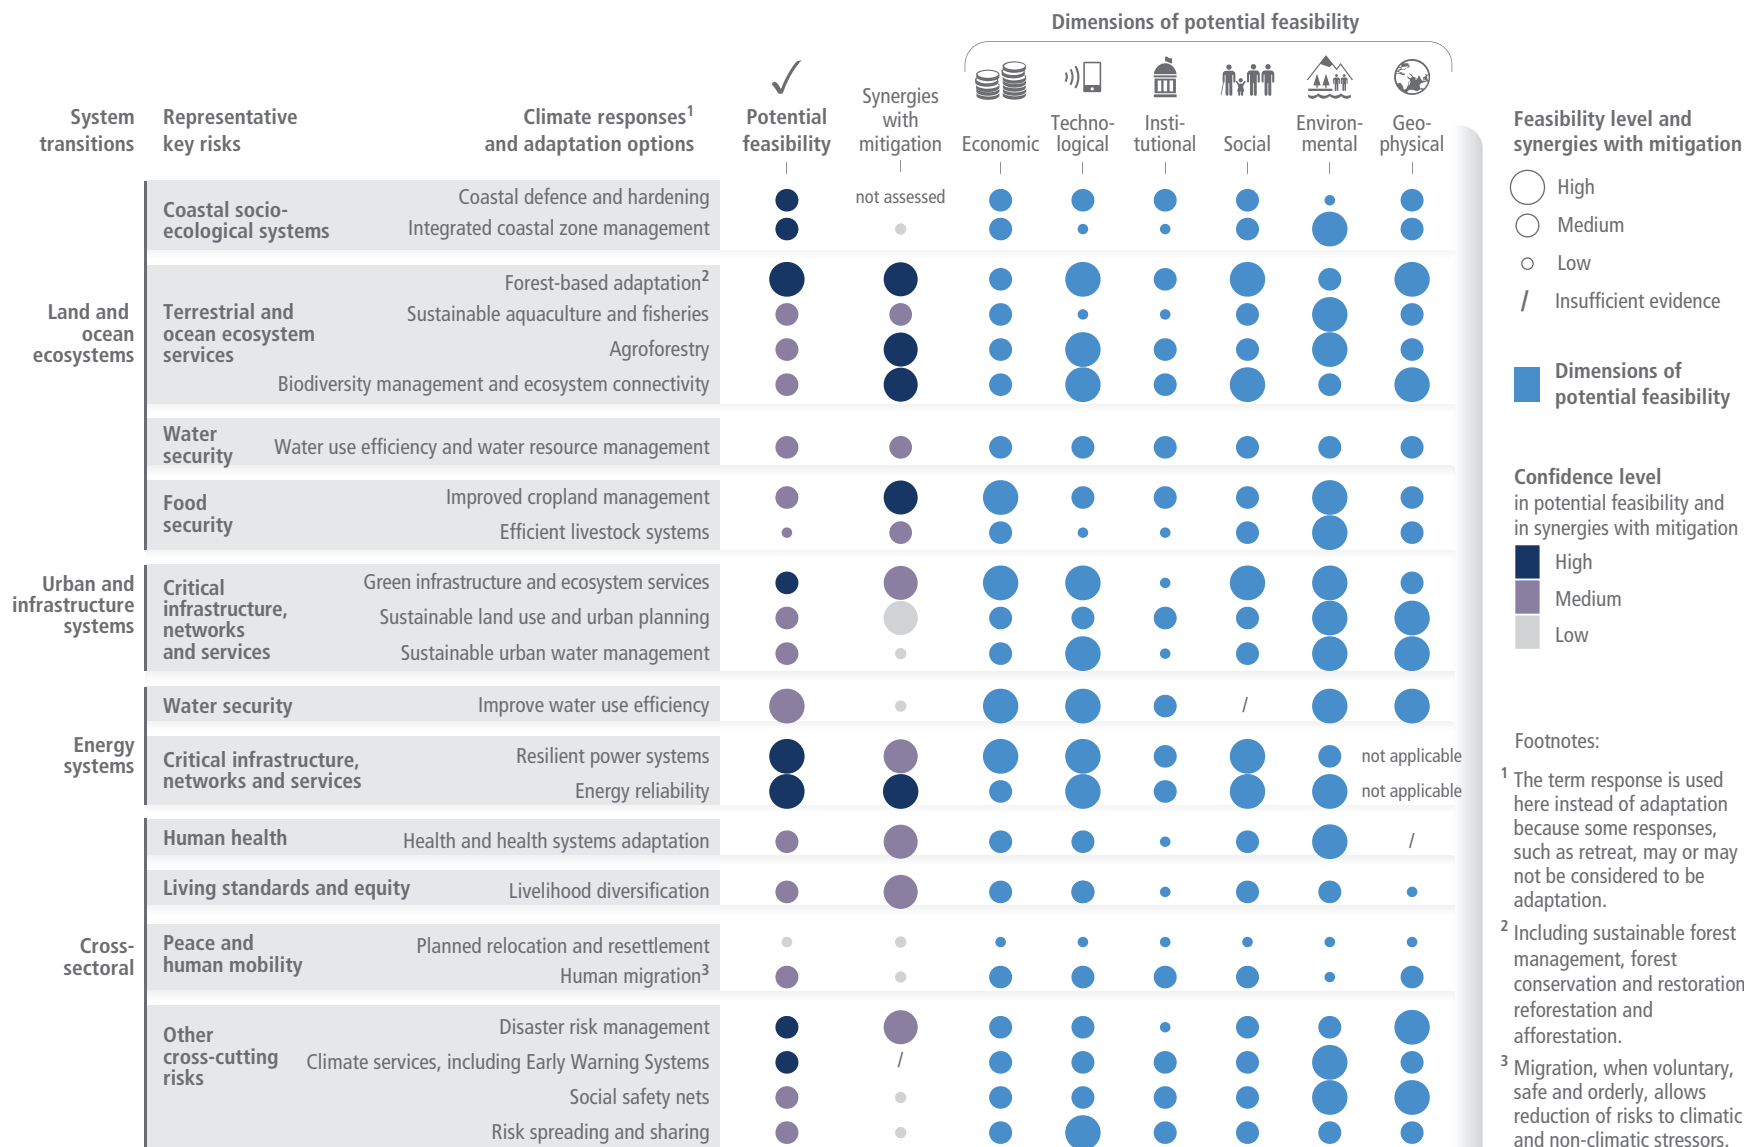 Dimensions of potential feasibility
System
transitions
Representative
key risks
Climate responses1
and adaptation options
Potential
feasibility
Synergies
with
mitigation
Economic
Techno-
logical
Insti-
tutional
Social
Environ-
mental
Geo-
physical
Land and
ocean
ecosystems
Coastal socio-
ecological systems
Coastal defence and hardening
not assessed
Integrated coastal zone management
Terrestrial and
ocean ecosystem
services
Forest-based adaptation2
Sustainable aquaculture and fisheries
Agroforestry
Biodiversity management and ecosystem connectivity
Water
security
Water use efficiency and water resource management
Food
security
Improved cropland management
Efficient livestock systems
Urban and
infrastructure
systems
Critical
infrastructure,
networks
and services
Green infrastructure and ecosystem services
Sustainable land use and urban planning
Sustainable urban water management
Energy
systems
Water security
Improve water use efficiency
/
Critical infrastructure,
networks and services
Resilient power systems
not applicable
Energy reliability
not applicable
Cross-
sectoral
Human health
Health and health systems adaptation
/
Living standards and equity
Livelihood diversification
Peace and
human mobility
Planned relocation and resettlement
Human migration3
Other
cross-cutting
risks
Disaster risk management
Climate services, including Early Warning Systems
/
Social safety nets
Risk spreading and sharing
Feasibility level and
synergies with mitigation
High
Medium
Low
/ Insufficient evidence
Dimensions of
potential feasibility
Confidence level
in potential feasibility and
in synergies with mitigation
High
Medium
Low
Footnotes:
1 The term response is used
here instead of adaptation
because some responses,
such as retreat, may or may
not be considered to be
adaptation.
2 Including sustainable forest
management, forest
conservation and restoration
reforestation and
afforestation.
3 Migration, when voluntary,
safe and orderly, allows
reduction of risks to climatic
and non-climatic stressors.